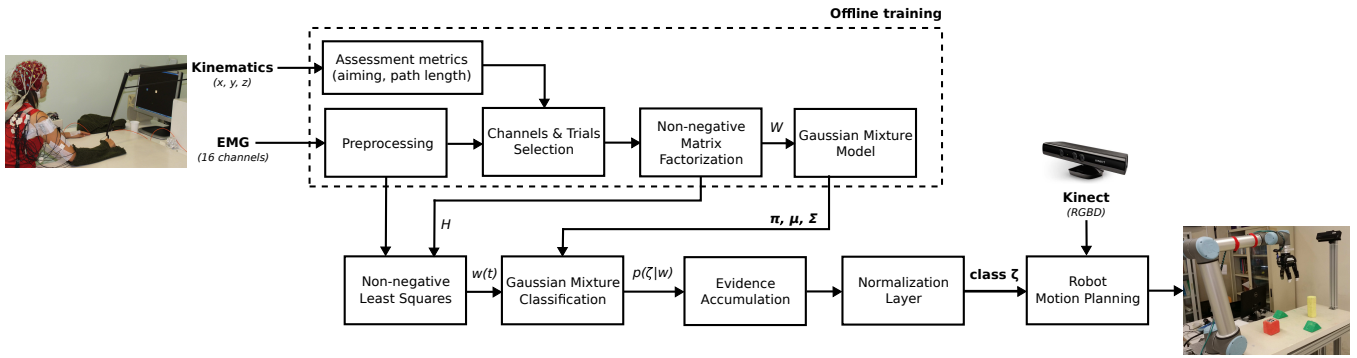 Offline training
Kinematics
(x, y, z)
Assessment metrics
(aiming, path length)
EMG
(16 channels)
Preprocessing
Channels & Trials
Selection
Non-negative
Matrix
Factorization
W
Gaussian Mixture
Model
Kinect
(RGBD)
H
π, μ, Σ
Non-negative
Least Squares
w(t)
Gaussian Mixture
Classification
p(ζ|w)
Evidence
Accumulation
Normalization
Layer
class ζ
Robot
Motion Planning